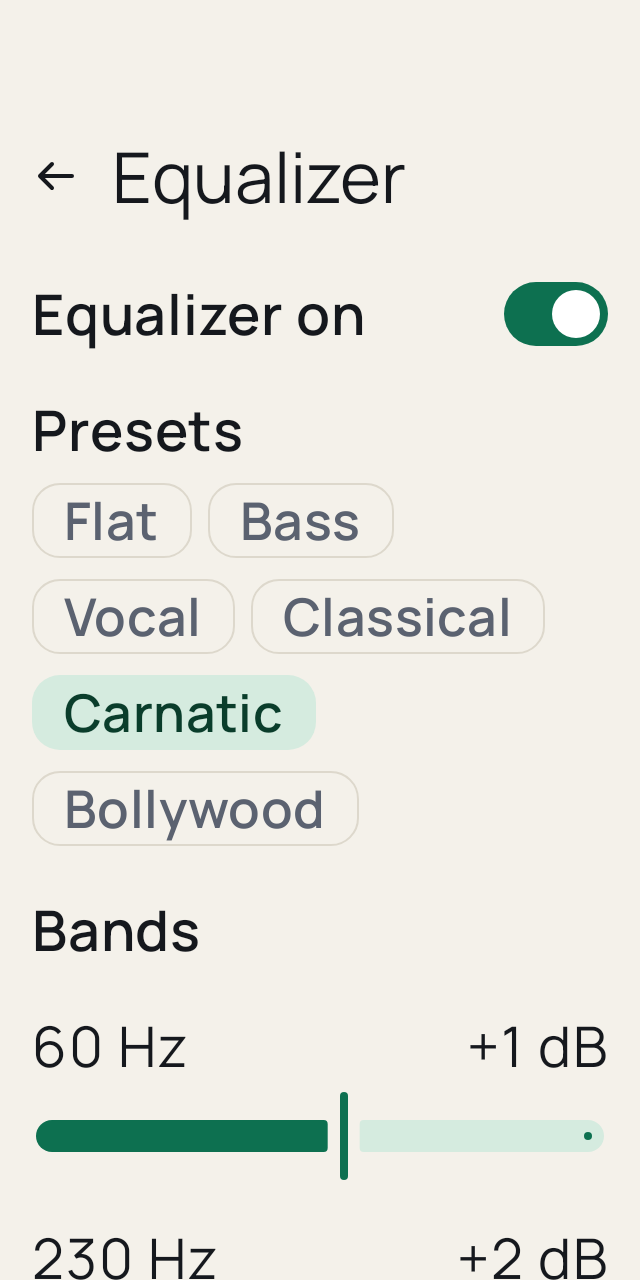 Equalizer
Equalizer on
Presets
Flat Bass
Vocal Classical
Carnatic
Bollywood
Bands
60 Hz +1 dB
230 Hz +2 dB